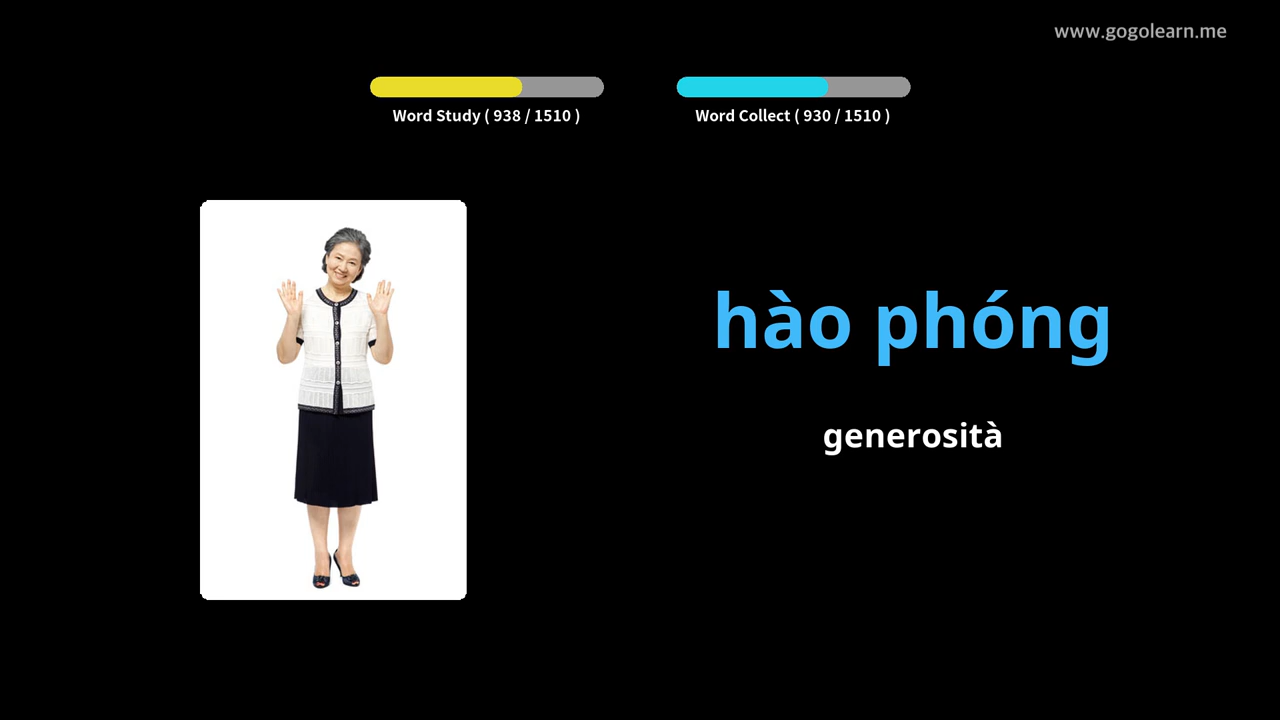 www.gogolearn.me
Word Study ( 938 / 1510 )
Word Collect ( 930 / 1510 )
hào phóng
generosità